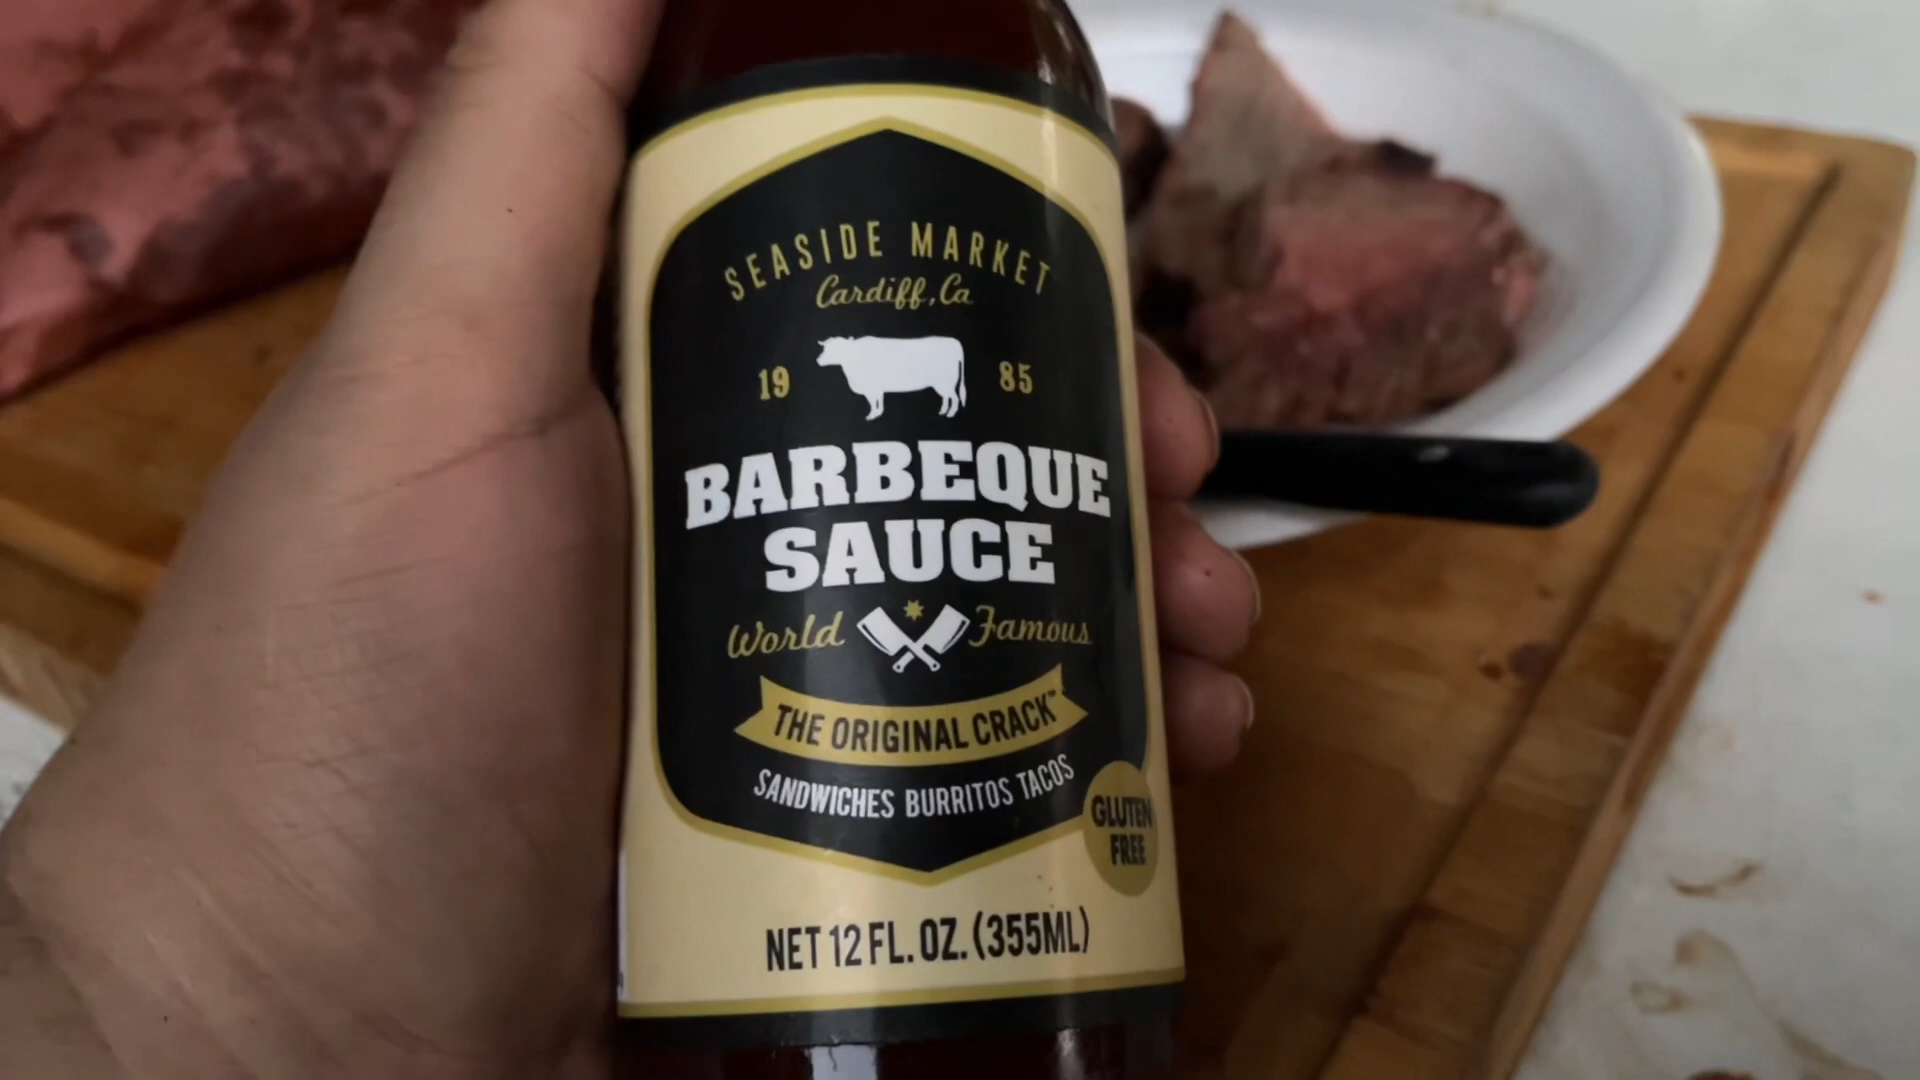 SEASIDE MARKET
Cardiff, Ca
19 85
BARBEQUE
SAUCE
World Famous
THE ORIGINAL CRACK™
SANDWICHES BURRITOS TACOS
GLUTEN
FREE
NET 12 FL. OZ. (355ML)